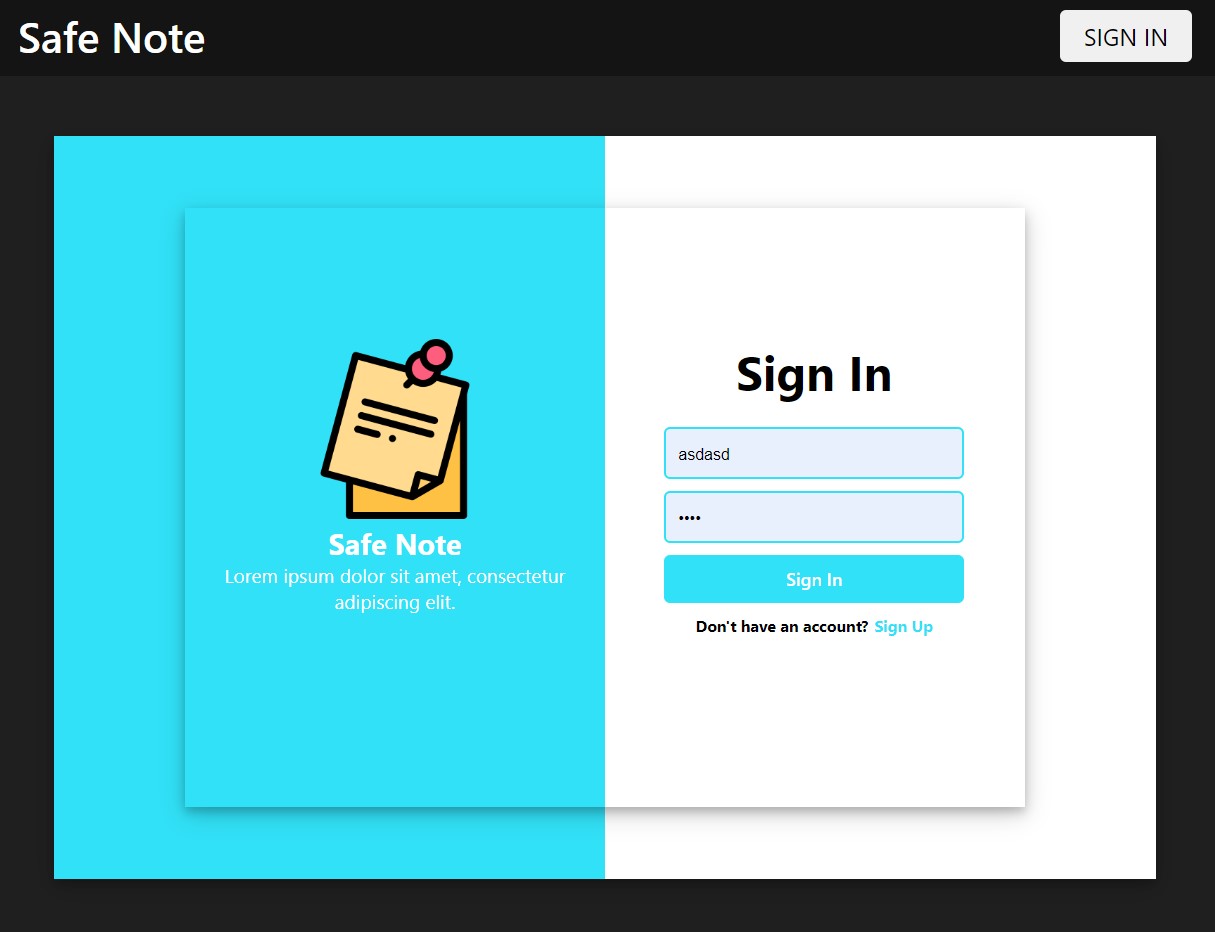 Safe Note
SIGN IN
Safe Note
Lorem ipsum dolor sit amet, consectetur
adipiscing elit.
Sign In
asdasd
••••
Sign In
Don't have an account? Sign Up